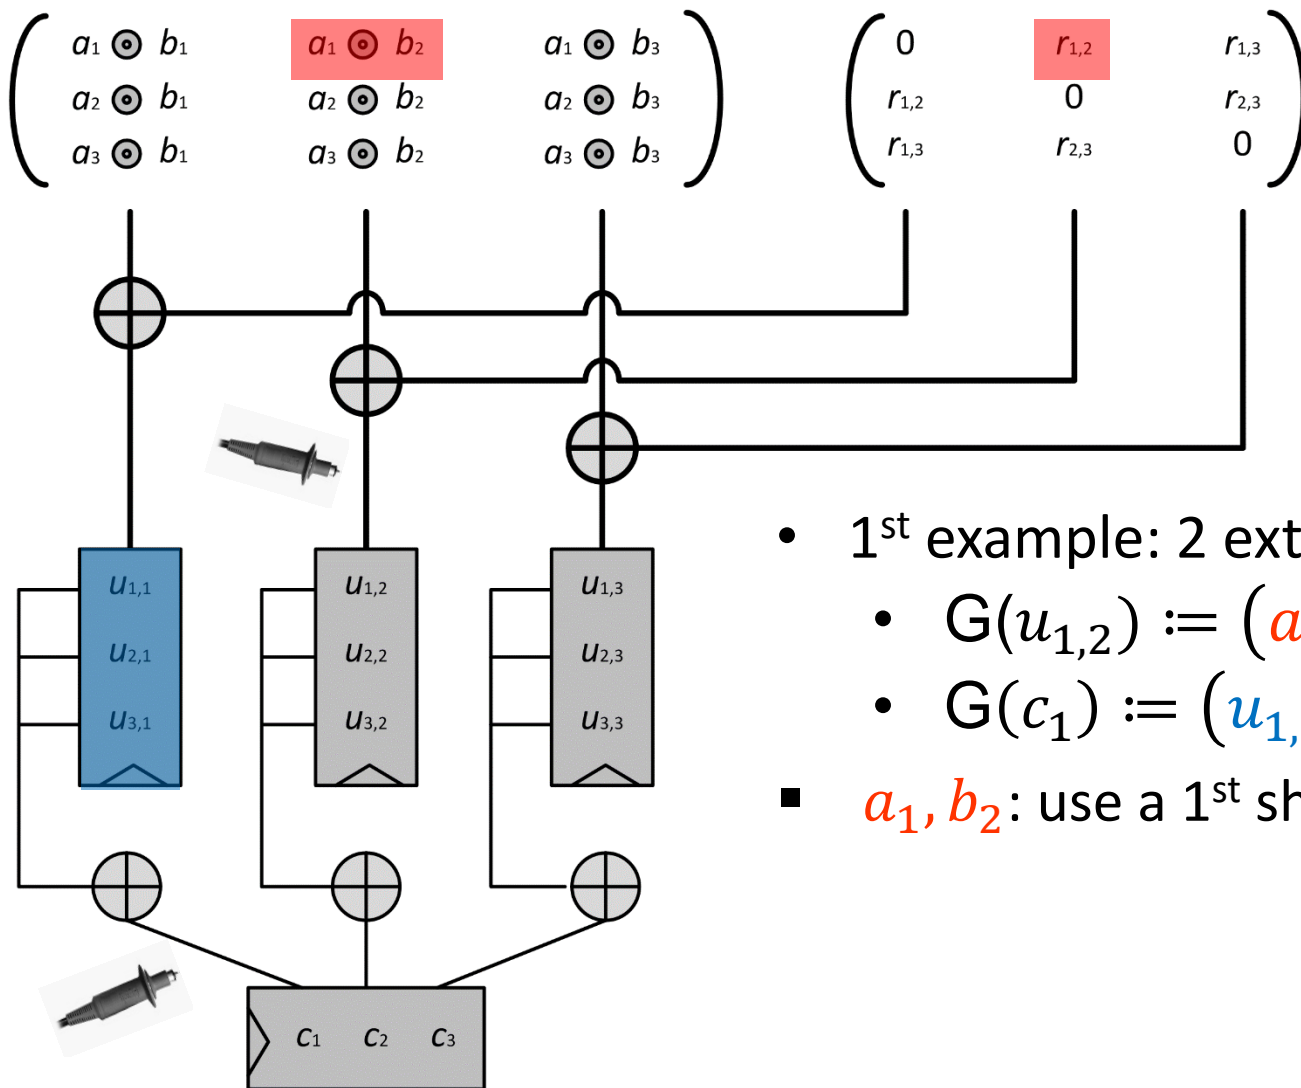 a1 ⊙ b1 a1 ⊙ b2 a1 ⊙ b3 0 r1,2 r1,3
a2 ⊙ b1 a2 ⊙ b2 a2 ⊙ b3 r1,2 0 r2,3
a3 ⊙ b1 a3 ⊙ b2 a3 ⊙ b3 r1,3 r2,3 0
u1,1 u1,2 u1,3
u2,1 u2,2 u2,3
u3,1 u3,2 u3,3
c1 c2 c3
• 1st example: 2 ext
• G(u1,2) ≔ (a
• G(c1) ≔ (u1,
▪ a1, b2: use a 1st sh